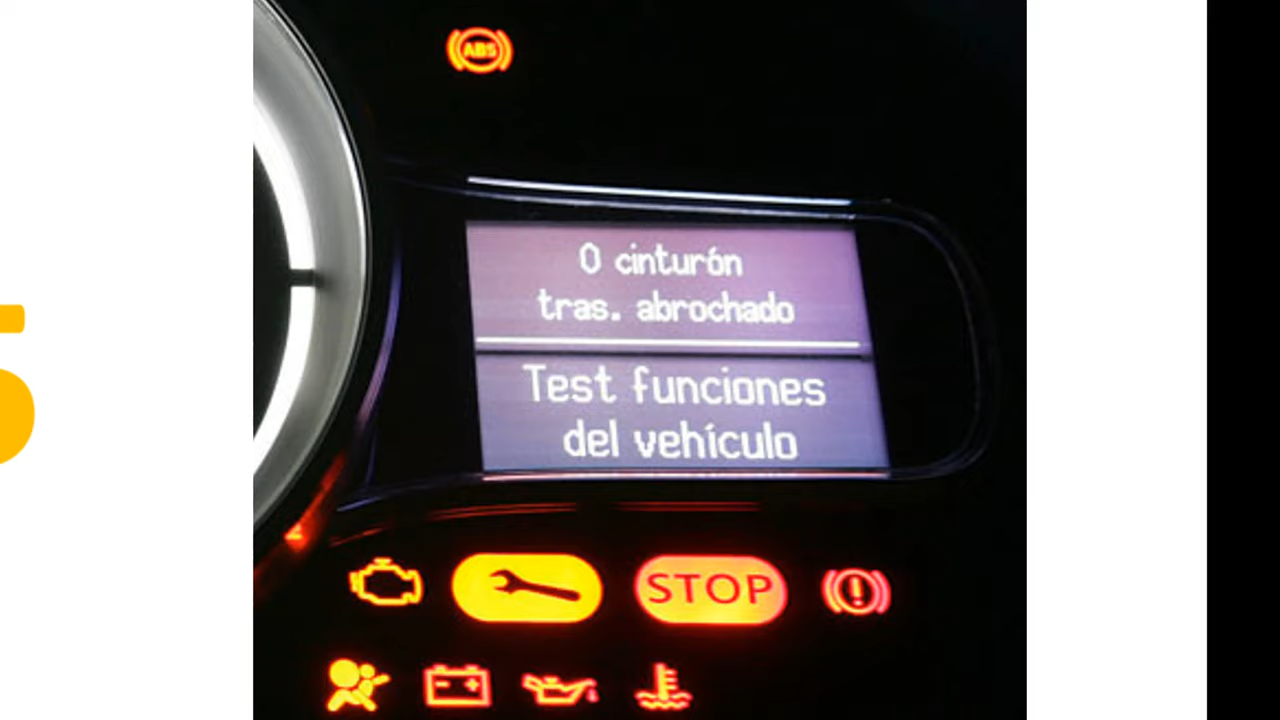 ABS
0 cinturón
tras. abrochado
Test funciones
del vehículo
STOP